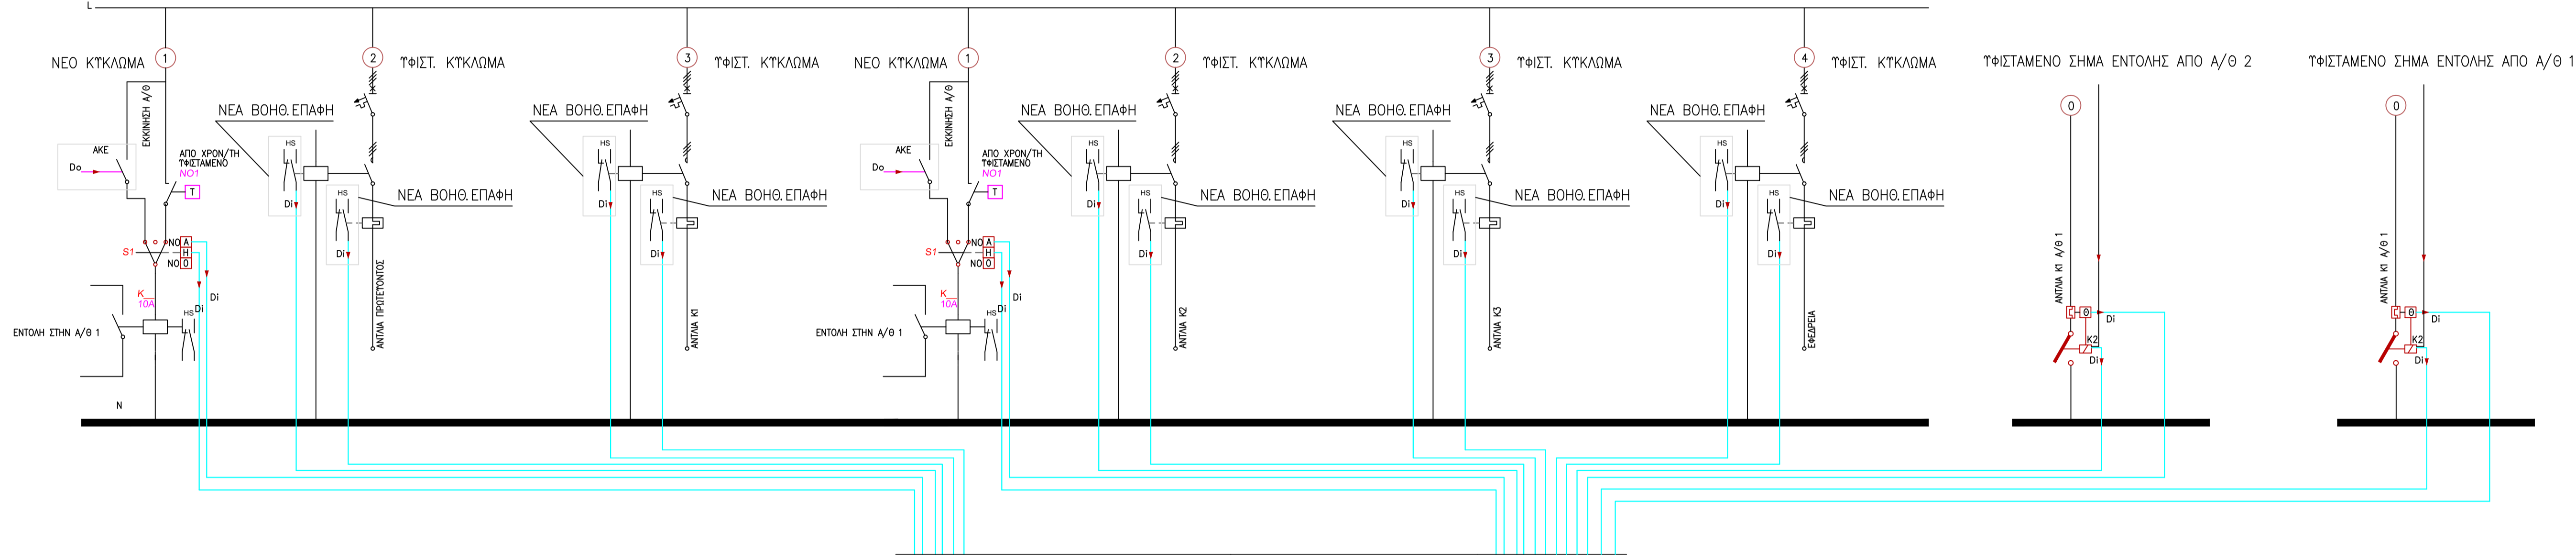 L
ΝΕΟ ΚΥΚΛΩΜΑ
1
2
ΥΦΙΣΤ. ΚΥΚΛΩΜΑ
3
ΥΦΙΣΤ. ΚΥΚΛΩΜΑ
ΝΕΟ ΚΥΚΛΩΜΑ
1
2
ΥΦΙΣΤ. ΚΥΚΛΩΜΑ
3
ΥΦΙΣΤ. ΚΥΚΛΩΜΑ
4
ΥΦΙΣΤ. ΚΥΚΛΩΜΑ
ΥΦΙΣΤΑΜΕΝΟ ΣΗΜΑ ΕΝΤΟΛΗΣ ΑΠΟ Α/Θ 2
0
ΥΦΙΣΤΑΜΕΝΟ ΣΗΜΑ ΕΝΤΟΛΗΣ ΑΠΟ Α/Θ 1
0
ΕΚΚΙΝΗΣΗ Α/Θ
ΑΚΕ
Do
ΑΠΟ ΧΡΟΝ/ΤΗ
ΥΦΙΣΤΑΜΕΝΟ
NO1
T
S1
NO A
H
NO 0
K
10A
HS
Di
Di
ΕΝΤΟΛΗ ΣΤΗΝ Α/Θ 1
N
ΝΕΑ ΒΟΗΘ.ΕΠΑΦΗ
HS
Di
HS
Di
ΝΕΑ ΒΟΗΘ.ΕΠΑΦΗ
ΑΝΤΛΙΑ ΠΡΩΤΕΥΟΝΤΟΣ
ΝΕΑ ΒΟΗΘ.ΕΠΑΦΗ
HS
Di
HS
Di
ΝΕΑ ΒΟΗΘ.ΕΠΑΦΗ
ΑΝΤΛΙΑ Κ1
ΕΚΚΙΝΗΣΗ Α/Θ
ΑΚΕ
Do
ΑΠΟ ΧΡΟΝ/ΤΗ
ΥΦΙΣΤΑΜΕΝΟ
NO1
T
S1
NO A
H
NO 0
K
10A
HS
Di
ΕΝΤΟΛΗ ΣΤΗΝ Α/Θ 1
ΝΕΑ ΒΟΗΘ.ΕΠΑΦΗ
HS
Di
HS
Di
ΝΕΑ ΒΟΗΘ.ΕΠΑΦΗ
ΑΝΤΛΙΑ Κ2
ΝΕΑ ΒΟΗΘ.ΕΠΑΦΗ
HS
Di
HS
Di
ΝΕΑ ΒΟΗΘ.ΕΠΑΦΗ
ΑΝΤΛΙΑ Κ3
ΝΕΑ ΒΟΗΘ.ΕΠΑΦΗ
HS
Di
HS
Di
ΝΕΑ ΒΟΗΘ.ΕΠΑΦΗ
ΕΦΕΔΡΕΙΑ
ΑΝΤΛΙΑ Κ1 Α/Θ 1
Θ
Di
K2
Di
ΑΝΤΛΙΑ Κ1 Α/Θ 1
Θ
Di
K2
Di